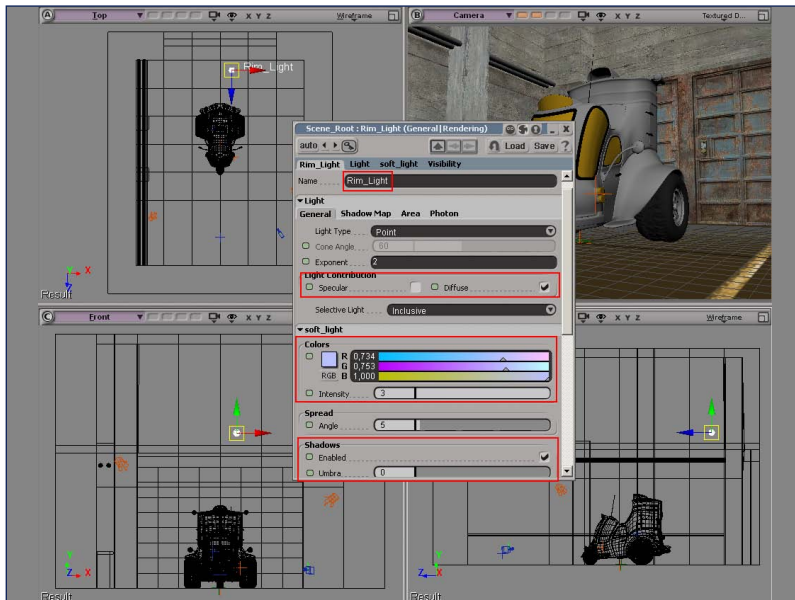 A Top X Y Z Wireframe
B Camera X Y Z Textured D...
Rim_Light
Y X
Z
Result
Scene_Root : Rim_Light (General|Rendering)
auto Load Save ?
Rim_Light Light soft_light Visibility
Name Rim_Light
Light
General Shadow Map Area Photon
Light Type Point
Cone Angle 60
Exponent 2
Light Contribution
Specular Diffuse
Selective Light Inclusive
soft_light
Colors
R 0,734
G 0,753
RGB B 1,000
Intensity 3
Spread
Angle 5
Shadows
Enabled
Umbra 0
C Front X Y Z
X Y Z Wireframe
Y
Z X
Result
Y
Z X
Result